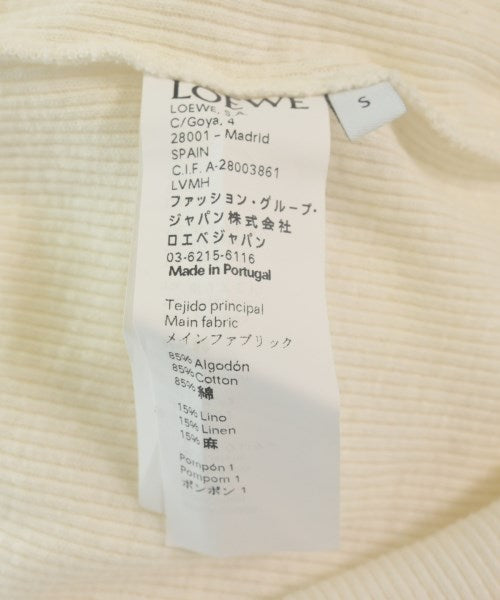 LOEWE
S
LOEWE, S.A.
C/Goya, 4
28001 - Madrid
SPAIN
C.I.F. A-28003861
LVMH
ファッション・グループ・
ジャパン株式会社
ロエベジャパン
03-6215-6116
Made in Portugal
Tejido principal
Main fabric
メインファブリック
85% Algodón
85% Cotton
85% 綿
15% Lino
15% Linen
15% 麻
Pompón 1
Pompom 1
ポンポン 1